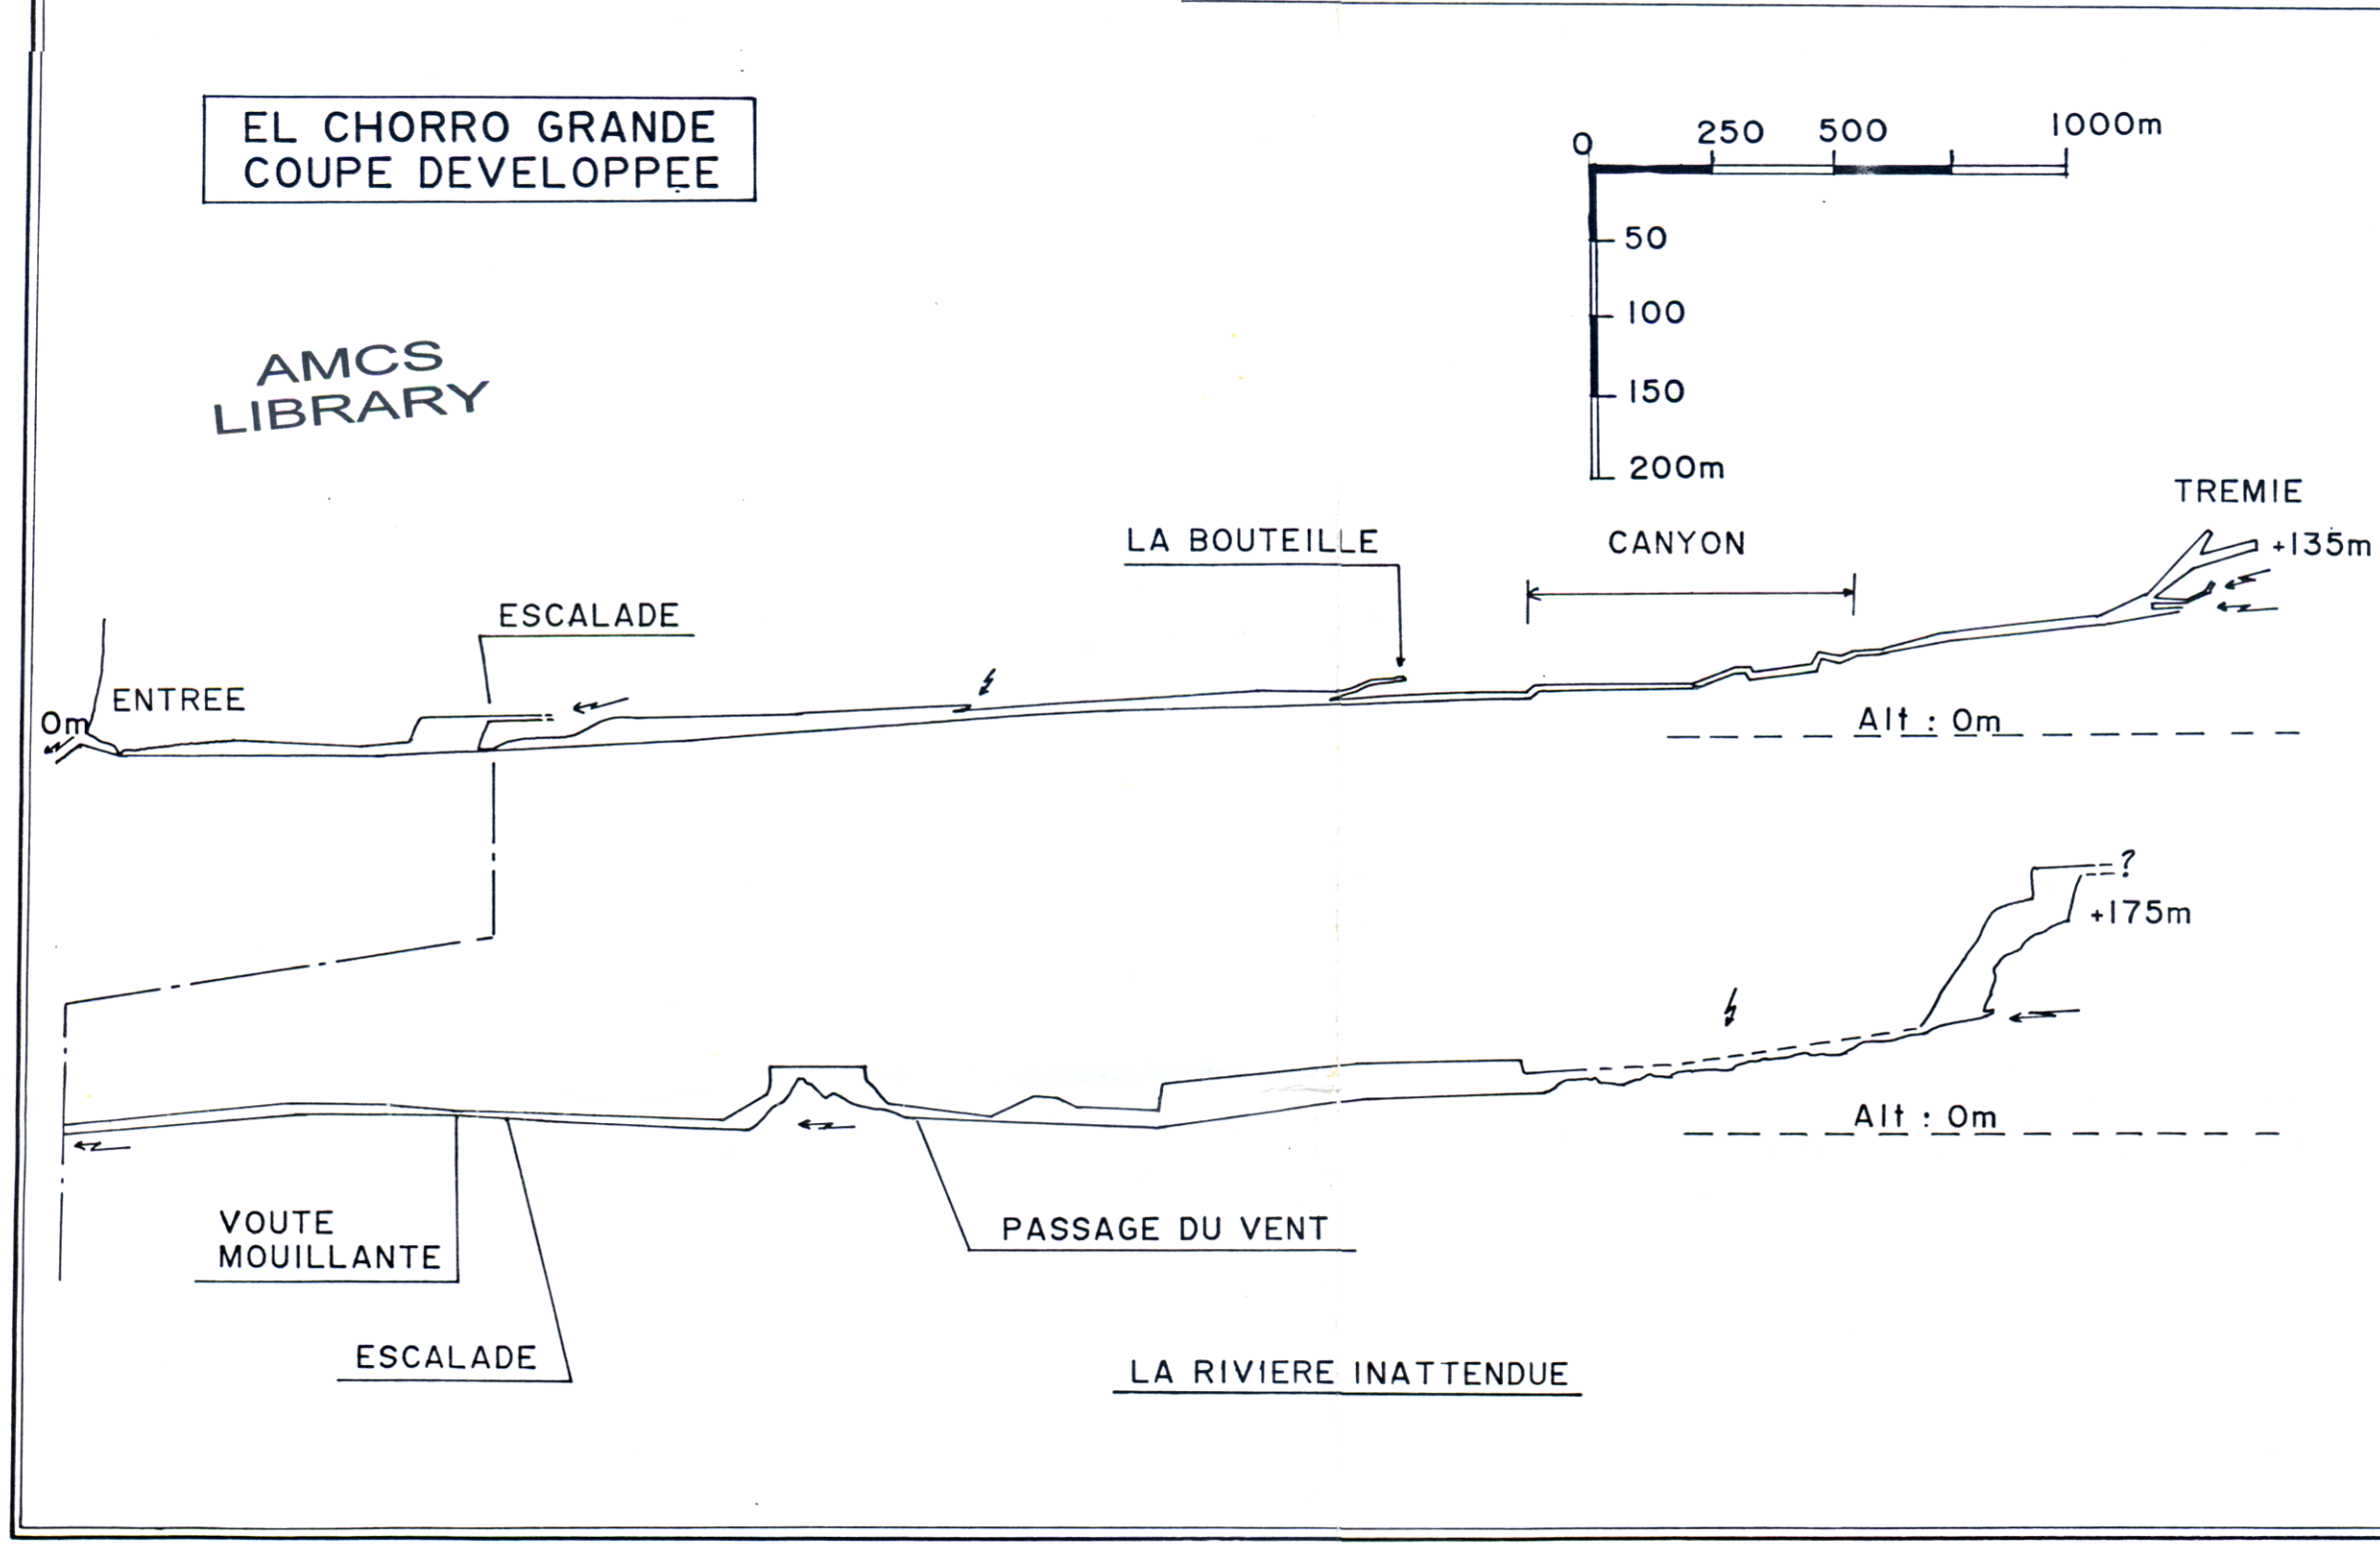 EL CHORRO GRANDE
COUPE DEVELOPPEE
AMCS
LIBRARY
0 250 500 1000m
50
100
150
200m
TREMIE
+135m
LA BOUTEILLE
CANYON
ESCALADE
ENTREE
0m
Alt : 0m
?
+175m
Alt : 0m
VOUTE
MOUILLANTE
PASSAGE DU VENT
ESCALADE
LA RIVIERE INATTENDUE